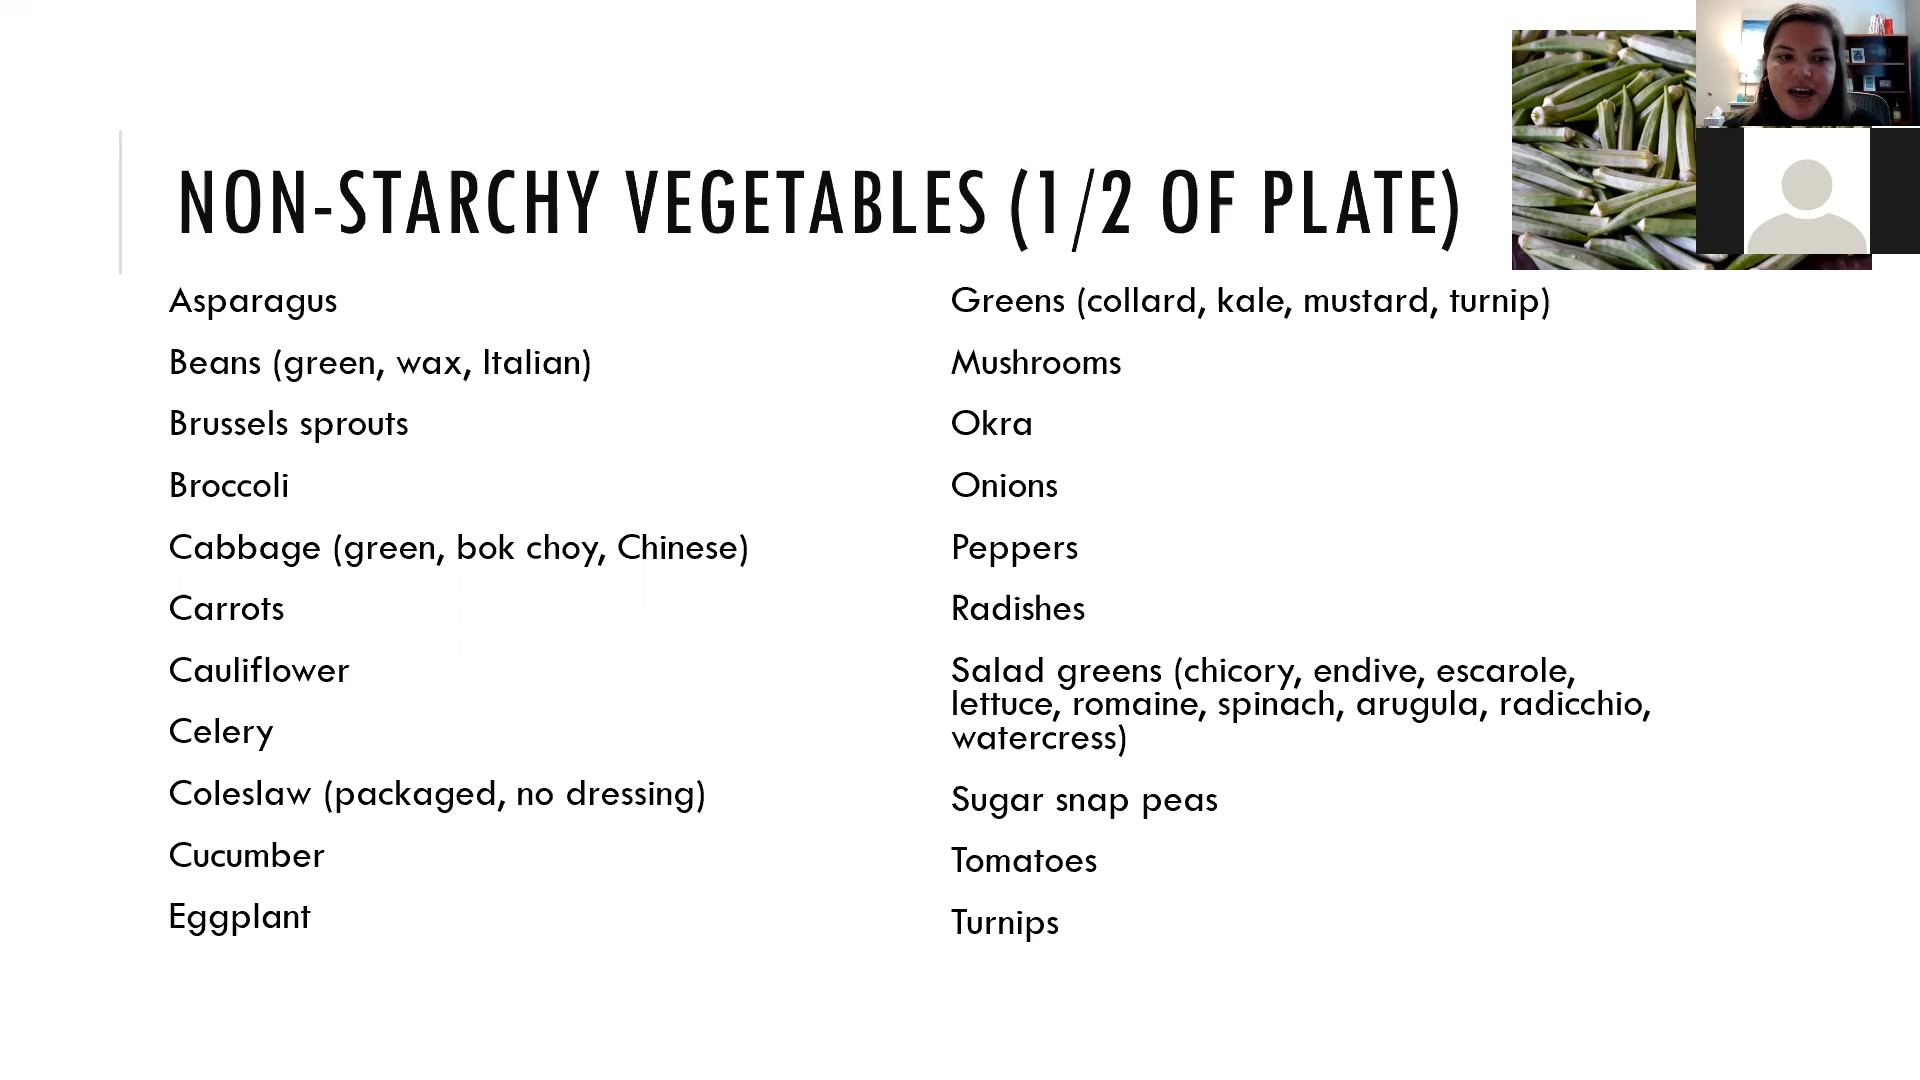 NON-STARCHY VEGETABLES (1/2 OF PLATE)
Asparagus
Beans (green, wax, Italian)
Brussels sprouts
Broccoli
Cabbage (green, bok choy, Chinese)
Carrots
Cauliflower
Celery
Coleslaw (packaged, no dressing)
Cucumber
Eggplant
Greens (collard, kale, mustard, turnip)
Mushrooms
Okra
Onions
Peppers
Radishes
Salad greens (chicory, endive, escarole,
lettuce, romaine, spinach, arugula, radicchio,
watercress)
Sugar snap peas
Tomatoes
Turnips